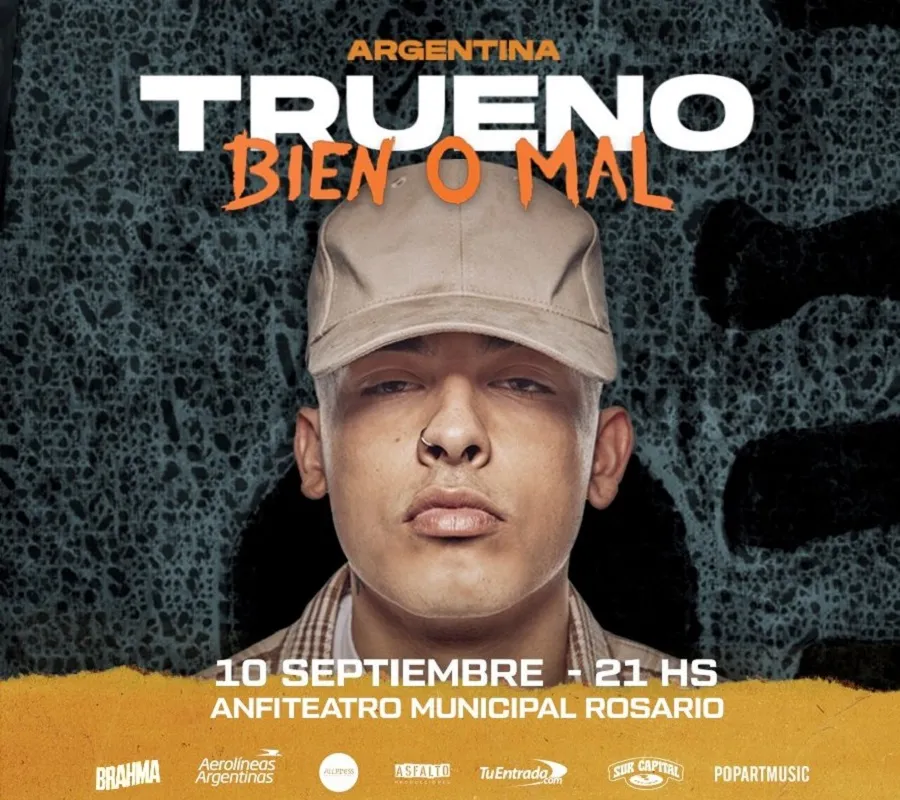 ARGENTINA
TRUENO
BIEN O MAL
10 SEPTIEMBRE - 21 HS
ANFITEATRO MUNICIPAL ROSARIO
BRAHMA
Aerolíneas
Argentinas
ASFALTO
PRODUCCIONES
TuEntrada
.com
SUR CAPITAL
POPARTMUSIC